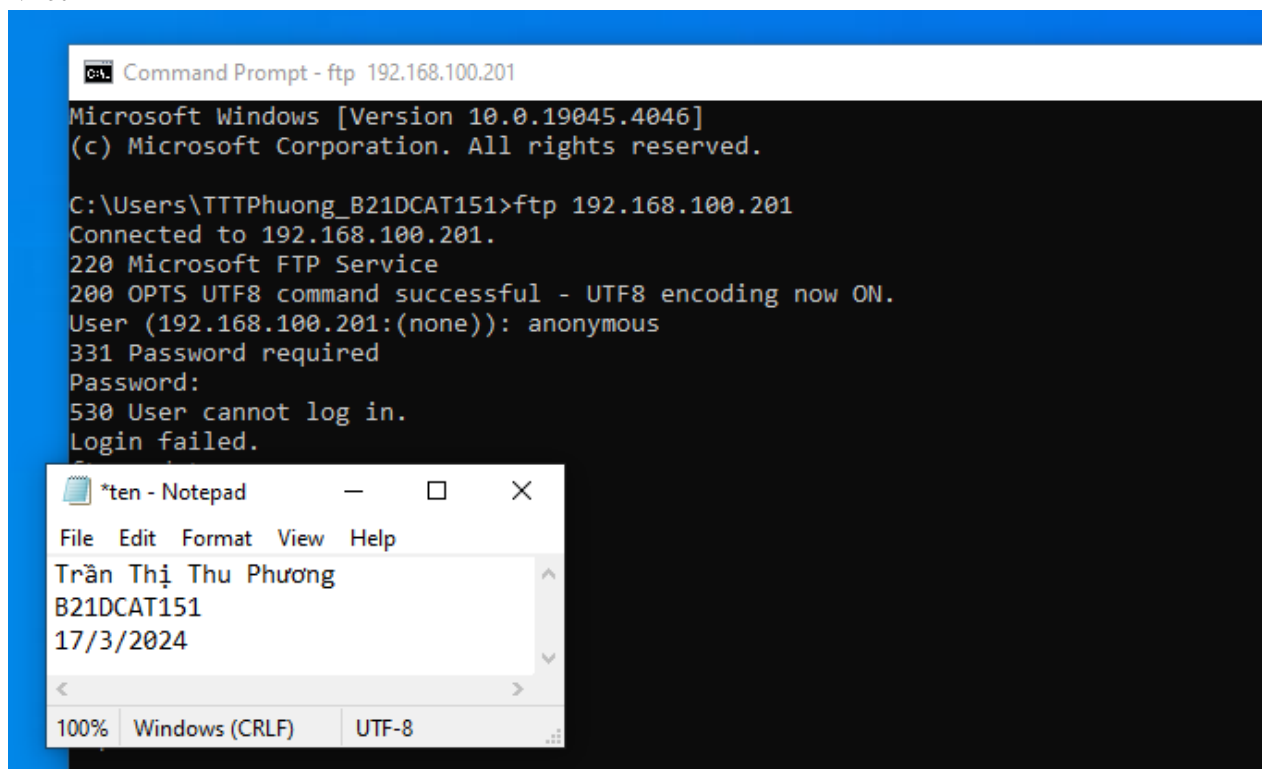 Command Prompt - ftp 192.168.100.201
Microsoft Windows [Version 10.0.19045.4046]
(c) Microsoft Corporation. All rights reserved.
C:\Users\TTTPhuong_B21DCAT151>ftp 192.168.100.201
Connected to 192.168.100.201.
220 Microsoft FTP Service
200 OPTS UTF8 command successful - UTF8 encoding now ON.
User (192.168.100.201:(none)): anonymous
331 Password required
Password:
530 User cannot log in.
Login failed.
*ten - Notepad
File Edit Format View Help
Trần Thị Thu Phương
B21DCAT151
17/3/2024
100% Windows (CRLF) UTF-8